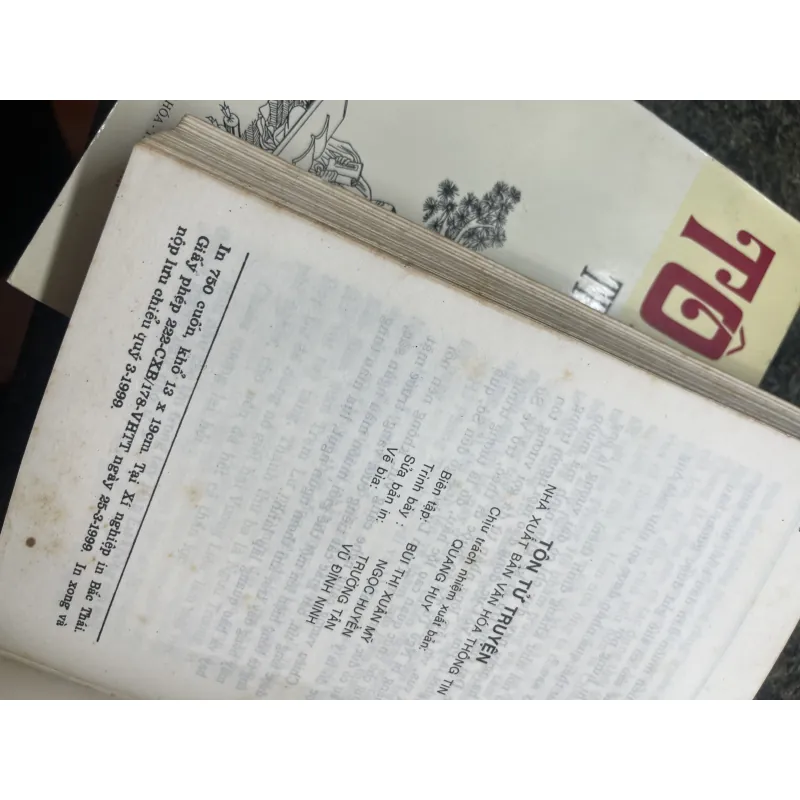 TÔN TỬ TRUYỆN
NHÀ XUẤT BẢN VĂN HÓA THÔNG TIN
Chịu trách nhiệm xuất bản:
QUANG HUY
Biên tập: BÙI THỊ XUÂN MỸ
Trình bày : NGỌC HUYỀN
Sửa bản in: TRƯƠNG TÂN
Vẽ bìa: VŨ ĐÌNH NINH
In 750 cuốn, khổ 13 x 19cm. Tại Xí nghiệp in Bắc Thái.
Giấy phép 222-CXB/178-VHTT ngày 25-3-1999. In xong và
nộp lưu chiểu quý 3-1999.
TÔ
HÓA